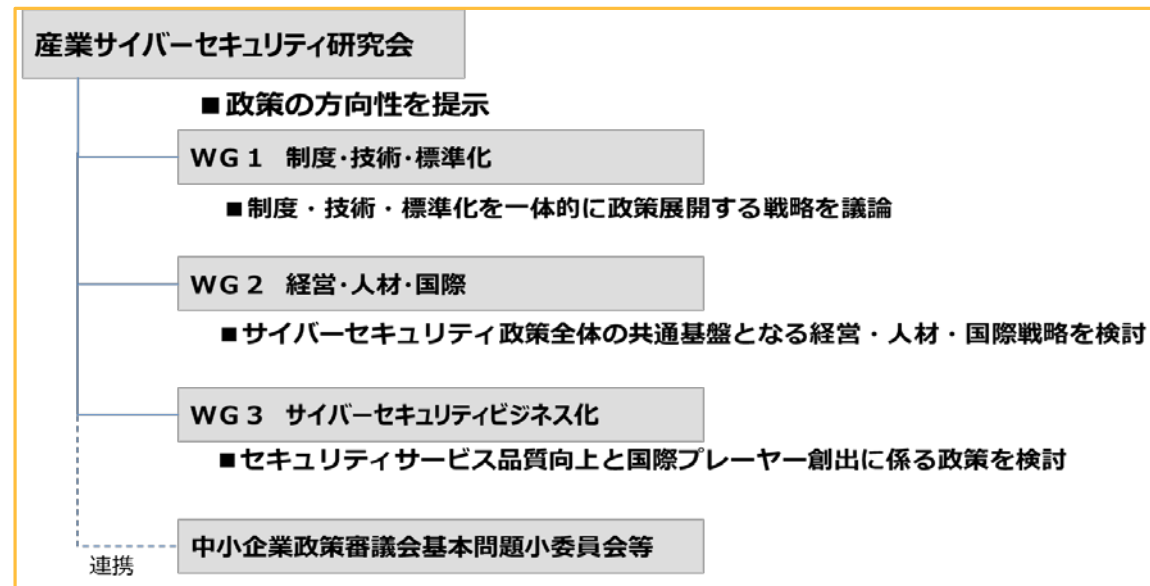 産業サイバーセキュリティ研究会
■政策の方向性を提示
WG1 制度･技術･標準化
■制度・技術・標準化を一体的に政策展開する戦略を議論
WG2 経営･人材･国際
■サイバーセキュリティ政策全体の共通基盤となる経営・人材・国際戦略を検討
WG3 サイバーセキュリティビジネス化
■セキュリティサービス品質向上と国際プレーヤー創出に係る政策を検討
中小企業政策審議会基本問題小委員会等
連携